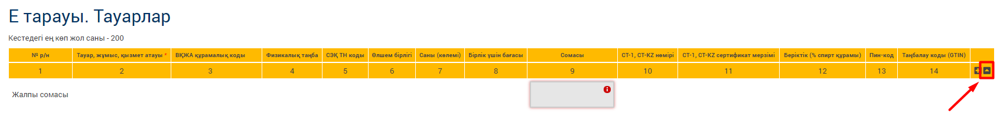 Е тарауы. Тауарлар
Кестедегі ең көп жол саны - 200
№ р/н Тауар, жұмыс, қызмет атауы * ВҚЖА құрамалық коды Физикалық таңба СЭҚ ТН коды Өлшем бірлігі Саны (көлемі) Бірлік үшін бағасы Сомасы СТ-1, СТ-KZ нөмірі СТ-1, СТ-KZ сертификат мерзімі Беріктік (% спирт құрамы) Пин-код Таңбалау коды (GTIN)
1 2 3 4 5 6 7 8 9 10 11 12 13 14
Жалпы сомасы